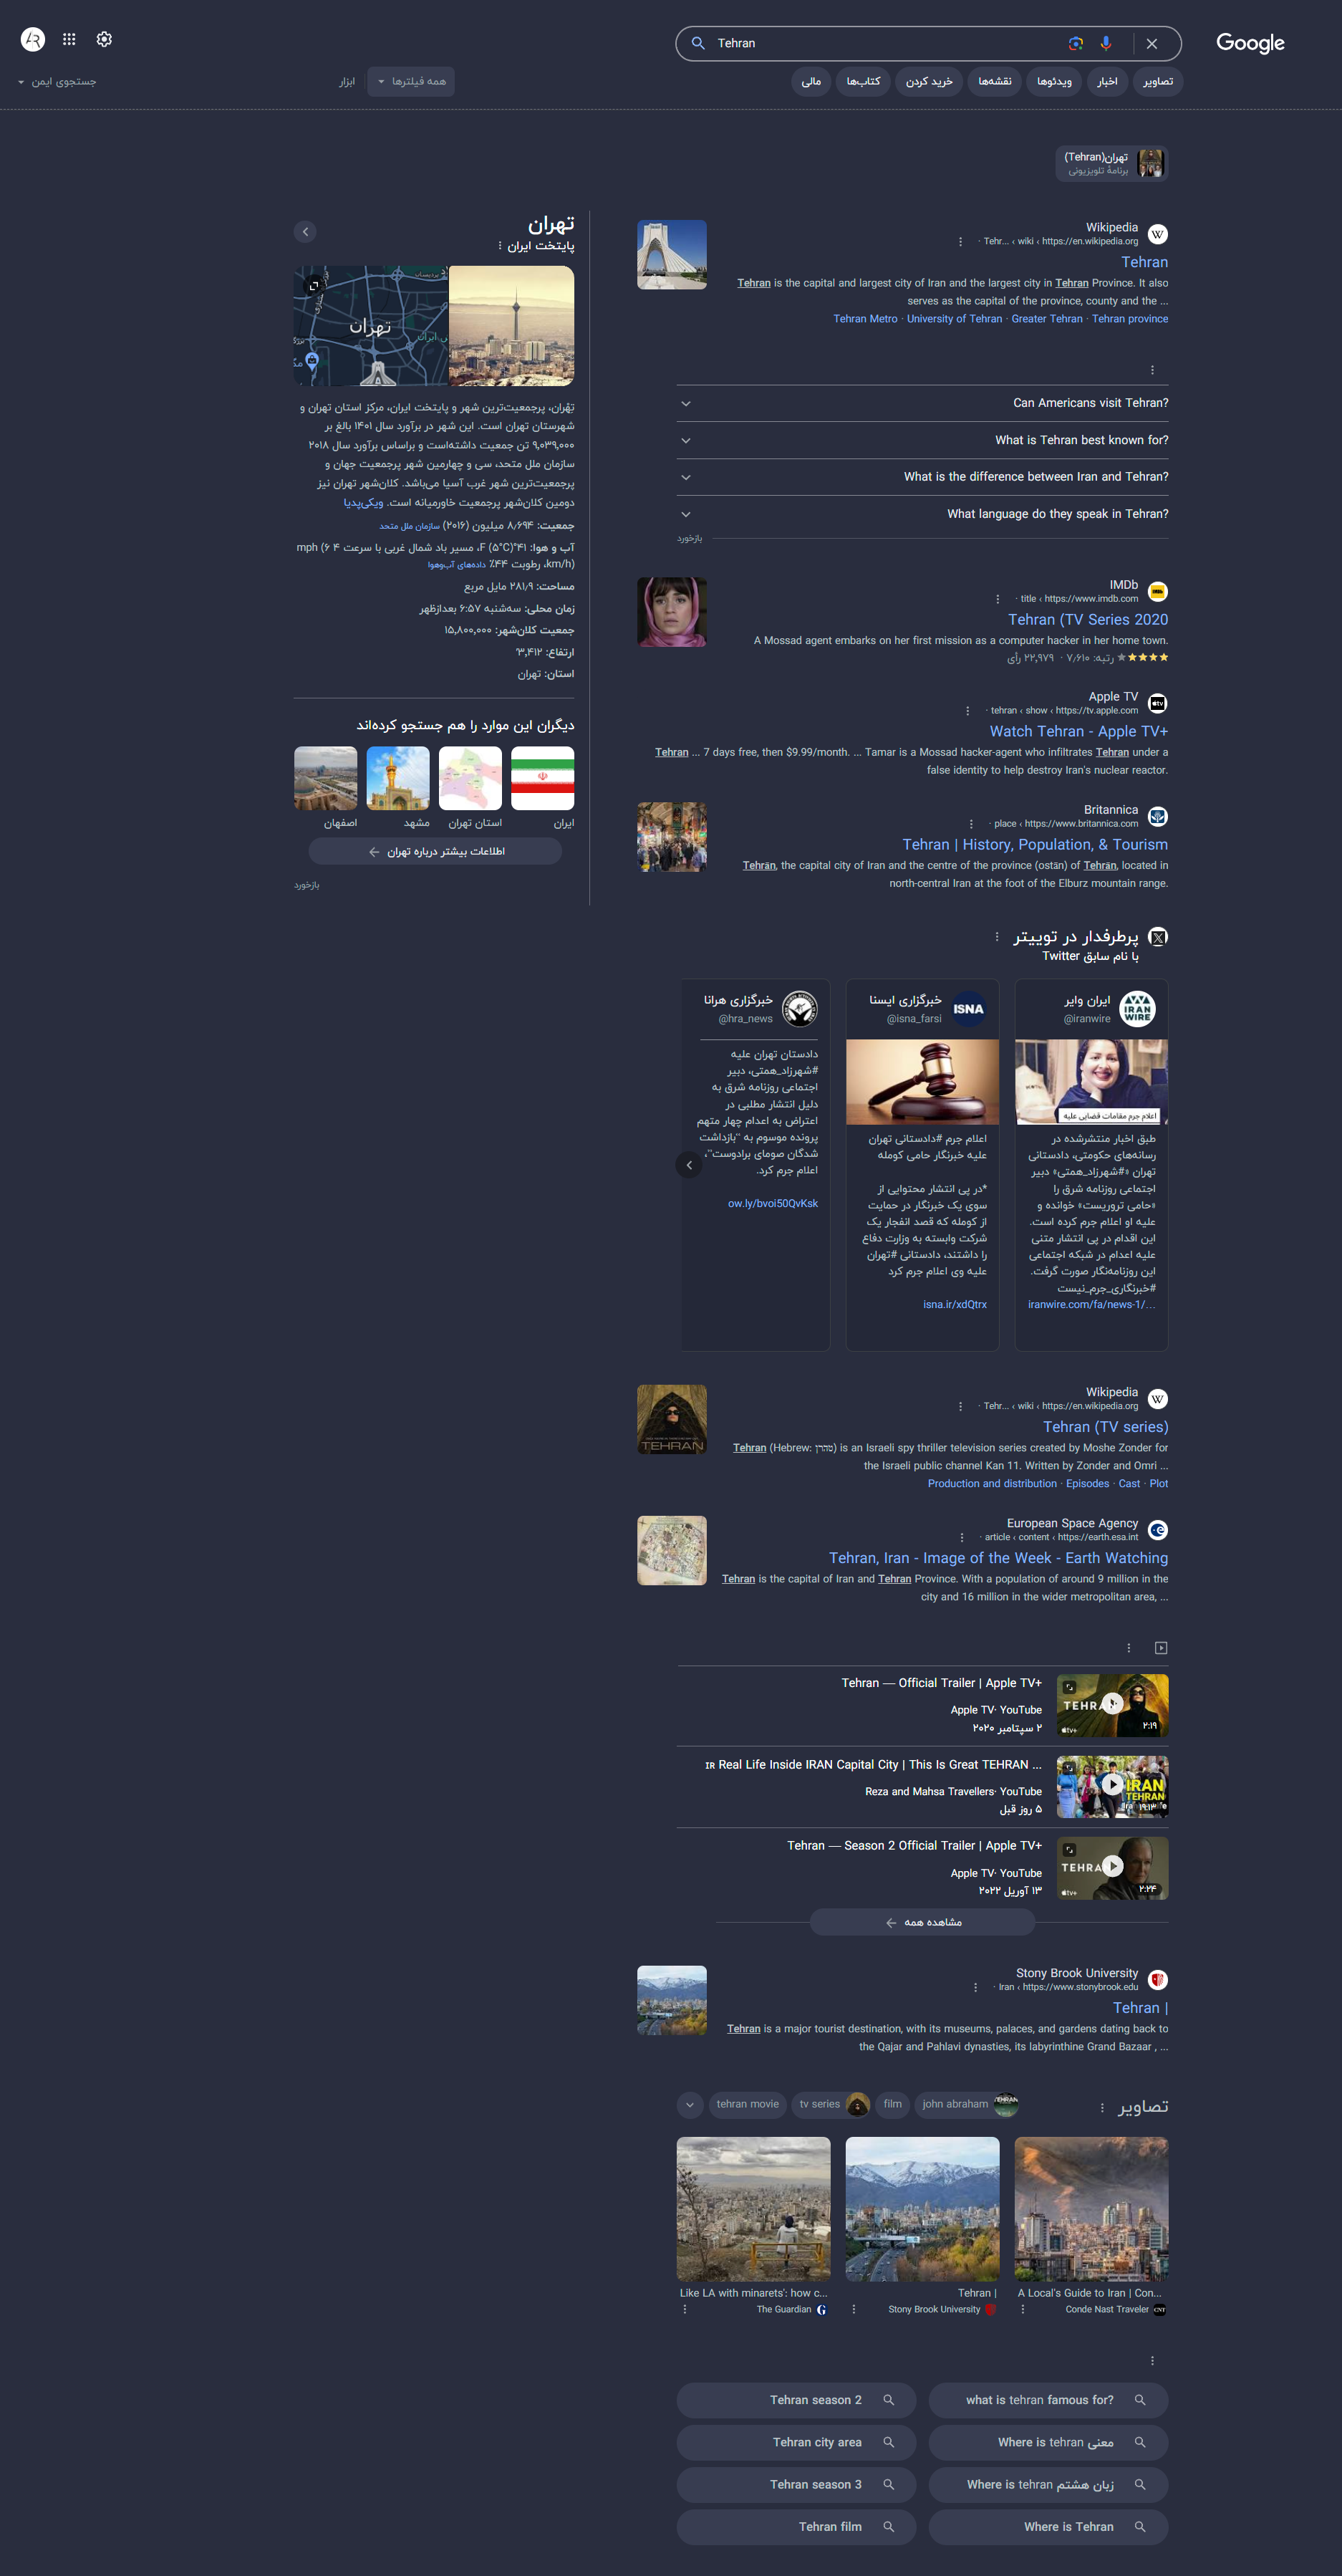 Google
Tehran
تصاویر
اخبار
ویدئوها
نقشه‌ها
خرید کردن
کتاب‌ها
مالی
همه فیلترها
ابزار
جستجوی ایمن
تهران(Tehran)
برنامهٔ تلویزیونی
Wikipedia
https://en.wikipedia.org › wiki › Tehr...
Tehran
Tehran is the capital and largest city of Iran and the largest city in Tehran Province. It also
serves as the capital of the province, county and the ...
Tehran Metro · University of Tehran · Greater Tehran · Tehran province
Can Americans visit Tehran?
What is Tehran best known for?
What is the difference between Iran and Tehran?
What language do they speak in Tehran?
بازخورد
IMDb
https://www.imdb.com › title
Tehran (TV Series 2020
A Mossad agent embarks on her first mission as a computer hacker in her home town.
رتبه: ۷٫۶۱۰ · ۲۲٬۹۷۹ رأی
Apple TV
https://tv.apple.com › show › tehran
Watch Tehran - Apple TV+
Tehran ... 7 days free, then $9.99/month. ... Tamar is a Mossad hacker-agent who infiltrates Tehran under a
false identity to help destroy Iran's nuclear reactor.
Britannica
https://www.britannica.com › place
Tehran | History, Population, & Tourism
Tehrān, the capital city of Iran and the centre of the province (ostān) of Tehrān, located in
north-central Iran at the foot of the Elburz mountain range.
پرطرفدار در توییتر
با نام سابق Twitter
ایران وایر
@iranwire
IRAN
WIRE
اعلام جرم مقامات قضایی علیه
طبق اخبار منتشرشده در
رسانه‌های حکومتی، دادستانی
تهران «#شهرزاد_همتی» دبیر
اجتماعی روزنامه شرق را
«حامی تروریست» خوانده و
علیه او اعلام جرم کرده است.
این اقدام در پی انتشار متنی
علیه اعدام در شبکه اجتماعی
این روزنامه‌نگار صورت گرفت.
#خبرنگاری_جرم_نیست
iranwire.com/fa/news-1/...
خبرگزاری ایسنا
@isna_farsi
ISNA
اعلام جرم #دادستانی تهران
علیه خبرنگار حامی کومله
*در پی انتشار محتوایی از
سوی یک خبرنگار در حمایت
از کومله که قصد انفجار یک
شرکت وابسته به وزارت دفاع
را داشتند، دادستانی #تهران
علیه وی اعلام جرم کرد
isna.ir/xdQtrx
خبرگزاری هرانا
@hra_news
دادستان تهران علیه
#شهرزاد_همتی، دبیر
اجتماعی روزنامه شرق به
دلیل انتشار مطلبی در
اعتراض به اعدام چهار متهم
پرونده موسوم به "بازداشت
شدگان صومای برادوست"،
اعلام جرم کرد.
ow.ly/bvoi50QvKsk
Wikipedia
https://en.wikipedia.org › wiki › Tehr...
Tehran (TV series)
TEHRAN
Tehran (Hebrew: טהרן) is an Israeli spy thriller television series created by Moshe Zonder for
the Israeli public channel Kan 11. Written by Zonder and Omri ...
Production and distribution · Episodes · Cast · Plot
European Space Agency
https://earth.esa.int › content › article
Tehran, Iran - Image of the Week - Earth Watching
Tehran is the capital of Iran and Tehran Province. With a population of around 9 million in the
city and 16 million in the wider metropolitan area, ...
Tehran — Official Trailer | Apple TV+
Apple TV· YouTube
۲ سپتامبر ۲۰۲۰
۲:۱۹
IR Real Life Inside IRAN Capital City | This Is Great TEHRAN ...
Reza and Mahsa Travellers· YouTube
۵ روز قبل
IRAN
TEHRAN
۱۹:۱۳
Tehran — Season 2 Official Trailer | Apple TV+
Apple TV· YouTube
۱۳ آوریل ۲۰۲۲
۲:۲۴
مشاهده همه
Stony Brook University
https://www.stonybrook.edu › Iran
Tehran |
Tehran is a major tourist destination, with its museums, palaces, and gardens dating back to
the Qajar and Pahlavi dynasties, its labyrinthine Grand Bazaar , ...
تصاویر
john abraham
film
tv series
tehran movie
A Local's Guide to Iran | Con...
Conde Nast Traveler
Tehran |
Stony Brook University
Like LA with minarets': how c...
The Guardian
what is tehran famous for?
Tehran season 2
Where is tehran معنی
Tehran city area
Where is tehran زبان هشتم
Tehran season 3
Where is Tehran
Tehran film
تهران
پایتخت ایران
تهران
تِهْران، پرجمعیت‌ترین شهر و پایتخت ایران، مرکز استان تهران و
شهرستان تهران است. این شهر در برآورد سال ۱۴۰۱ بالغ بر
۹٬۰۳۹٬۰۰۰ تن جمعیت داشته‌است و براساس برآورد سال ۲۰۱۸
سازمان ملل متحد، سی و چهارمین شهر پرجمعیت جهان و
پرجمعیت‌ترین شهر غرب آسیا می‌باشد. کلان‌شهر تهران نیز
دومین کلان‌شهر پرجمعیت خاورمیانه است. ویکی‌پدیا
جمعیت: ۸٫۶۹۴ میلیون (۲۰۱۶) سازمان ملل متحد
آب و هوا: ۴۱°F (۵°C)، مسیر باد شمال غربی با سرعت ۴ mph (۶
km/h)، رطوبت ۴۴٪ داده‌های آب‌وهوا
مساحت: ۲۸۱٫۹ مایل مربع
زمان محلی: سه‌شنبه ۶:۵۷ بعدازظهر
جمعیت کلان‌شهر: ۱۵٬۸۰۰٬۰۰۰
ارتفاع: ۳٬۴۱۲'
استان: تهران
دیگران این موارد را هم جستجو کرده‌اند
ایران
استان تهران
مشهد
اصفهان
اطلاعات بیشتر درباره تهران
بازخورد